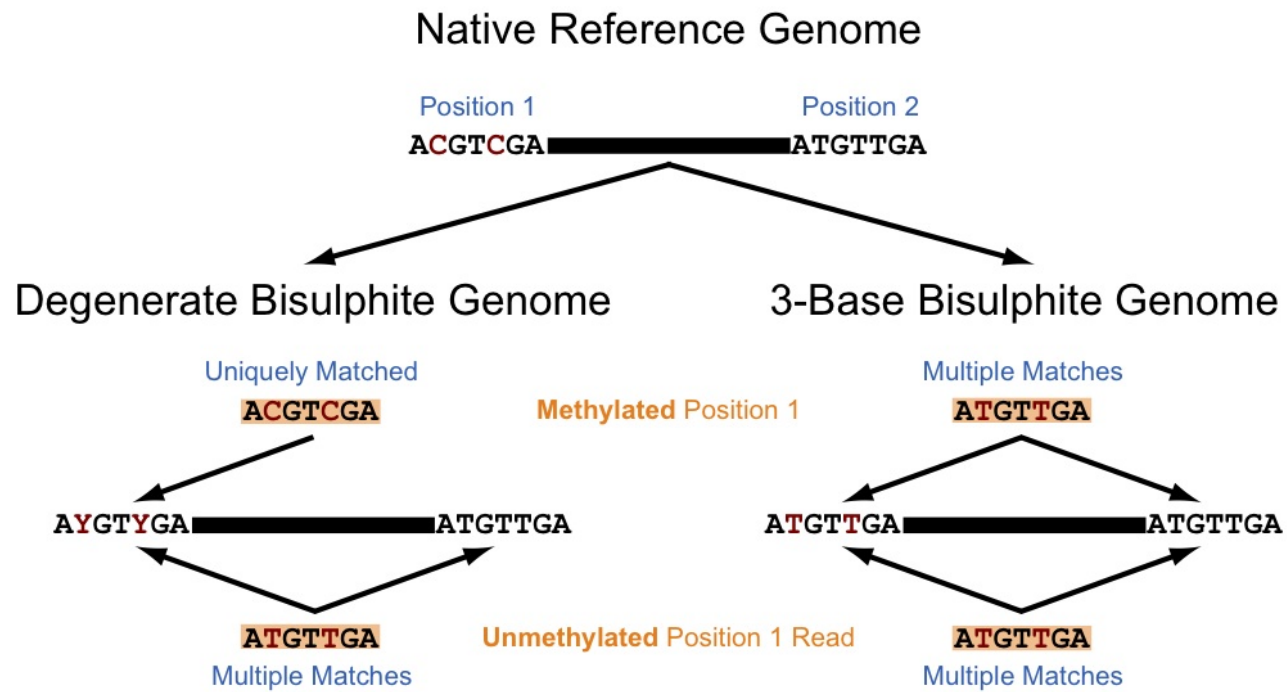 Native Reference Genome
Position 1 Position 2
ACGTCGA ATGTTGA
Degenerate Bisulphite Genome 3-Base Bisulphite Genome
Uniquely Matched Multiple Matches
ACGTCGA Methylated Position 1 ATGTTGA
AYGTYGA ATGTTGA ATGTTGA ATGTTGA
ATGTTGA Unmethylated Position 1 Read ATGTTGA
Multiple Matches Multiple Matches